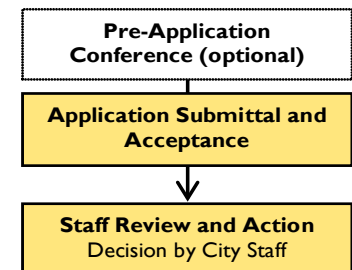 Pre-Application
Conference (optional)
Application Submittal and
Acceptance
Staff Review and Action
Decision by City Staff